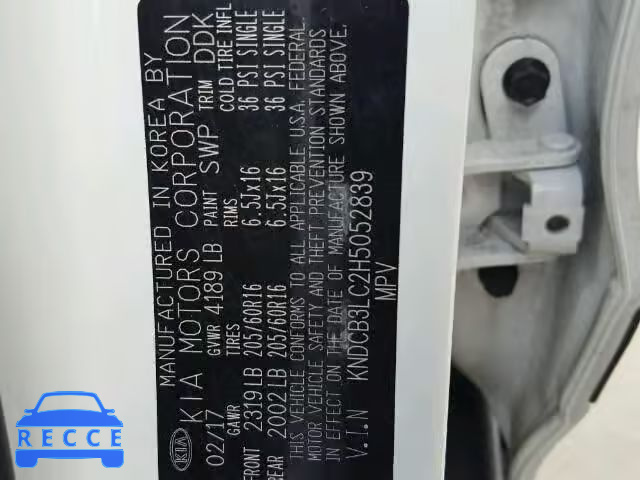 MANUFACTURED IN KOREA BY
KIA MOTORS CORPORATION
KIA
02/17 GVWR 4189 LB PAINT SWP TRIM DDK
GAWR TIRES RIMS COLD TIRE INFL
FRONT 2319 LB 205/60R16 6.5Jx16 36 PSI SINGLE
REAR 2002 LB 205/60R16 6.5Jx16 36 PSI SINGLE
THIS VEHICLE CONFORMS TO ALL APPLICABLE U.S.A. FEDERAL
MOTOR VEHICLE SAFETY AND THEFT PREVENTION STANDARDS
IN EFFECT ON THE DATE OF MANUFACTURE SHOWN ABOVE.
V.I.N KNDCB3LC2H5052839
MPV
RECCE